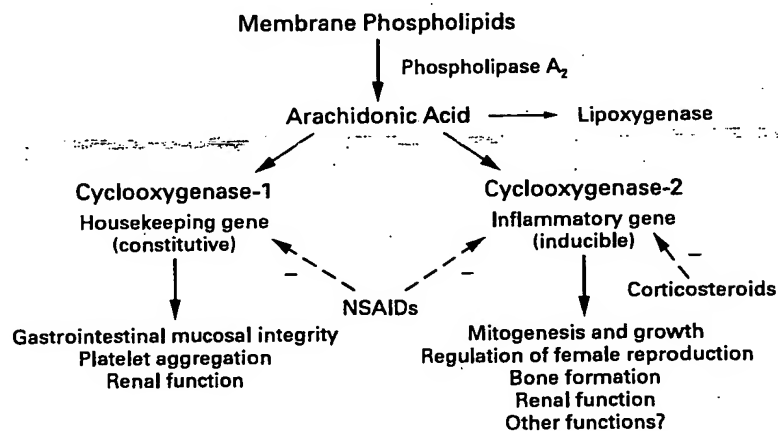 Membrane Phospholipids
Phospholipase A₂
Arachidonic Acid
Lipoxygenase
Cyclooxygenase-1
Housekeeping gene
(constitutive)
Cyclooxygenase-2
Inflammatory gene
(inducible)
–
–
–
NSAIDs
Corticosteroids
Gastrointestinal mucosal integrity
Platelet aggregation
Renal function
Mitogenesis and growth
Regulation of female reproduction
Bone formation
Renal function
Other functions?